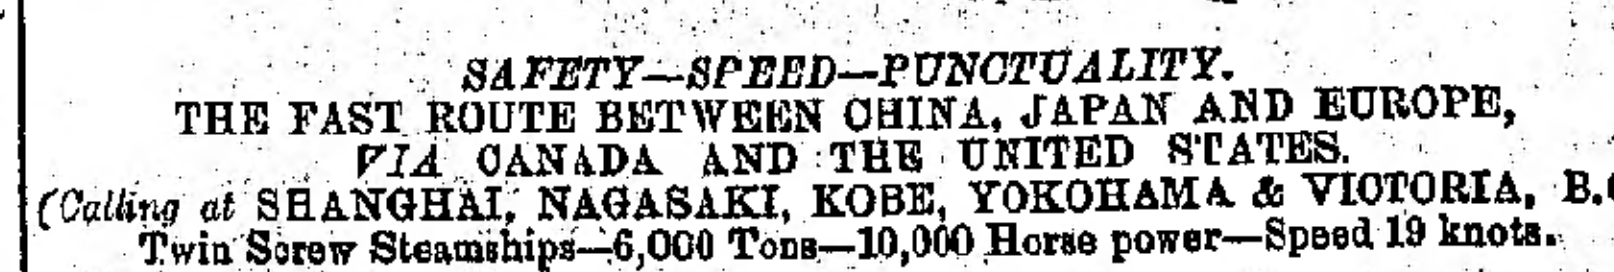 SAFETY—SPEED—PUNCTUALITY.
THE FAST ROUTE BETWEEN CHINA, JAPAN AND EUROPE,
VIA CANADA AND THE UNITED STATES.
(Calling at SHANGHAI, NAGASAKI, KOBE, YOKOHAMA & VICTORIA, B.C
Twin Screw Steamships—6,000 Tons—10,000 Horse power—Speed 19 knots.